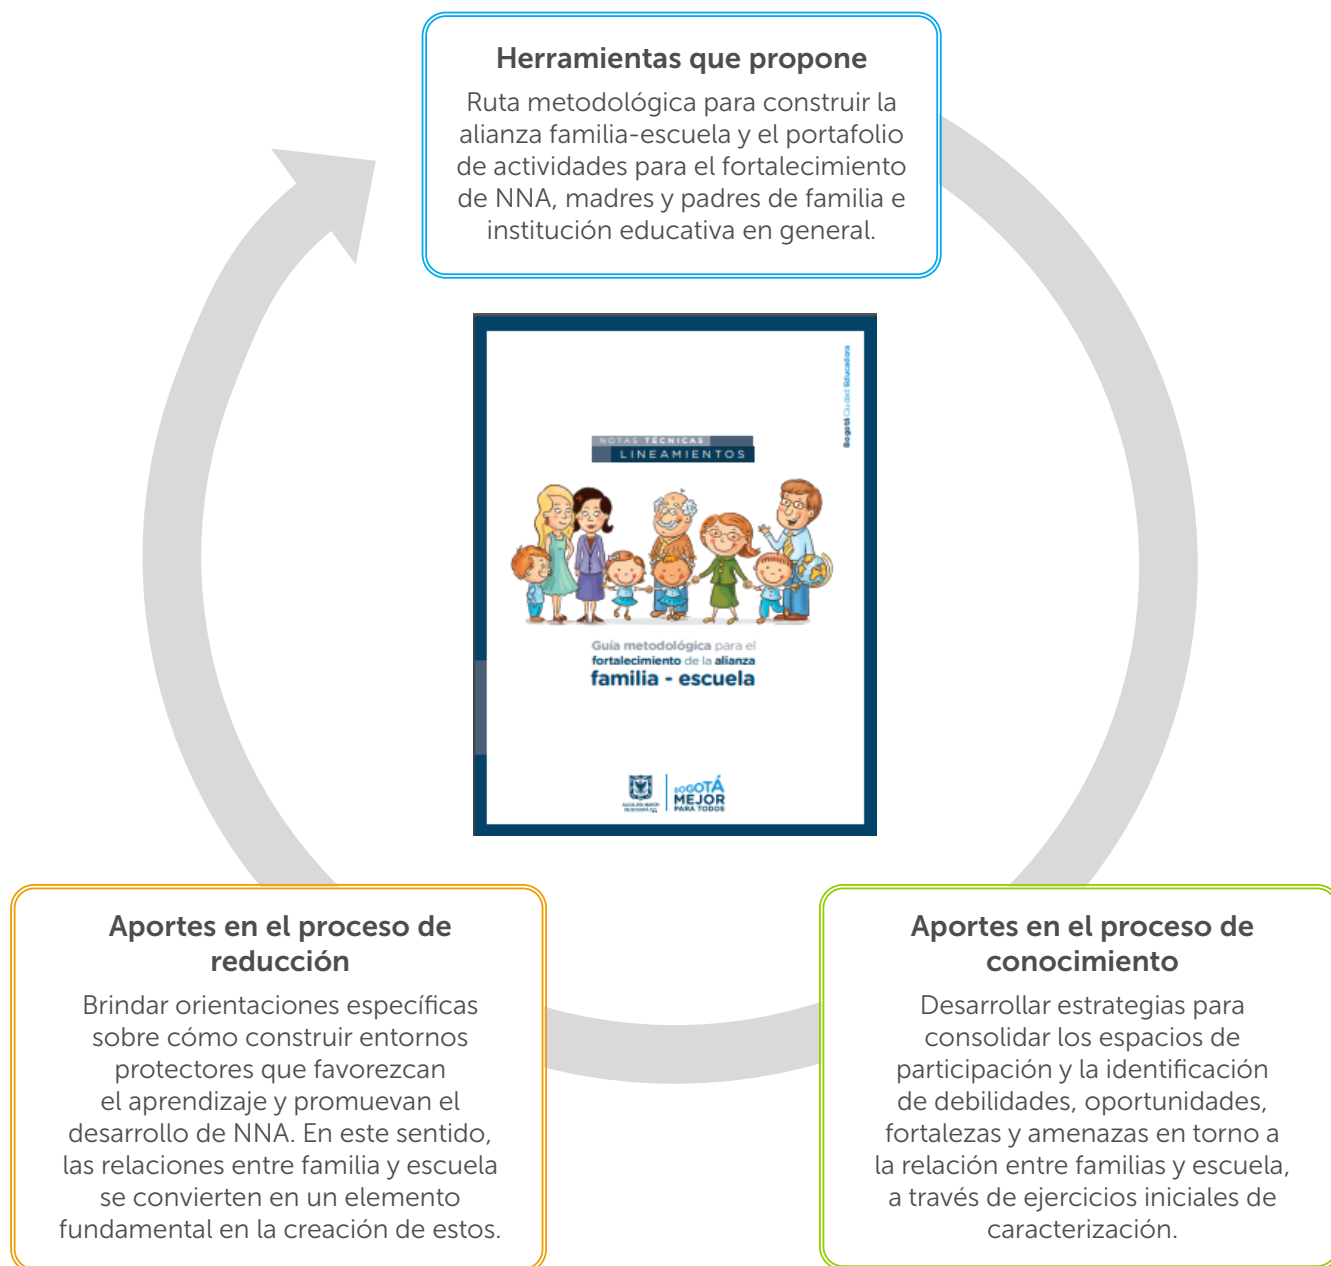 Herramientas que propone
Ruta metodológica para construir la
alianza familia-escuela y el portafolio
de actividades para el fortalecimiento
de NNA, madres y padres de familia e
institución educativa en general.
Bogotá Ciudad Educadora
NOTAS TÉCNICAS
LINEAMIENTOS
Guía metodológica para el
fortalecimiento de la alianza
familia - escuela
ALCALDÍA MAYOR
DE BOGOTÁ D.C.
BOGOTÁ
MEJOR
PARA TODOS
Aportes en el proceso de
reducción
Brindar orientaciones específicas
sobre cómo construir entornos
protectores que favorezcan
el aprendizaje y promuevan el
desarrollo de NNA. En este sentido,
las relaciones entre familia y escuela
se convierten en un elemento
fundamental en la creación de estos.
Aportes en el proceso de
conocimiento
Desarrollar estrategias para
consolidar los espacios de
participación y la identificación
de debilidades, oportunidades,
fortalezas y amenazas en torno a
la relación entre familias y escuela,
a través de ejercicios iniciales de
caracterización.